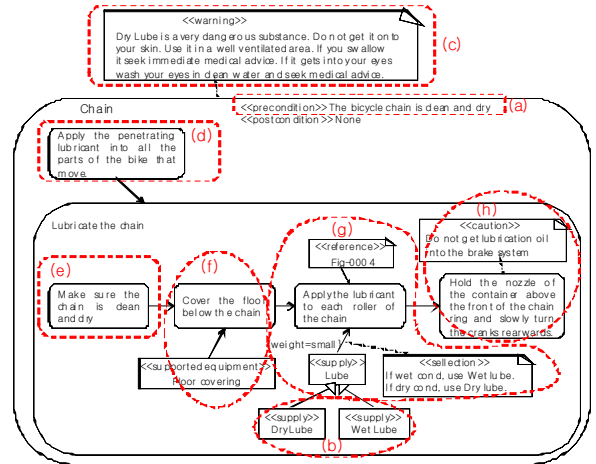 <<warning>>
Dry Lube is a very dangerous substance. Do not get it on to
your skin. Use it in a well ventilated area. If you swallow
it seek immediate medical advice. If it gets into your eyes
wash your eyes in clean water and seek medical advice.
(c)
Chain
<<precondition>> The bicycle chain is clean and dry
(a)
<<postcondition>> None
Apply the penetrating
lubricant into all the
parts of the bike that
move.
(d)
Lubricate the chain
(e)
Make sure the
chain is clean
and dry
(f)
Cover the floor
below the chain
<<supported equipment>>
Floor covering
(g)
<<reference>>
Fig-0004
Apply the lubricant
to each roller of
the chain
{weight=small}
<<supply>>
Lube
<<supply>>
Dry Lube
<<supply>>
Wet Lube
(b)
<<sellection>>
If wet cond, use Wet lube.
If dry cond, use Dry lube.
(h)
<<caution>>
Do not get lubrication oil
into the brake system
Hold the nozzle of
the container above
the front of the chain
ring and slowly turn
the cranks rearwards.